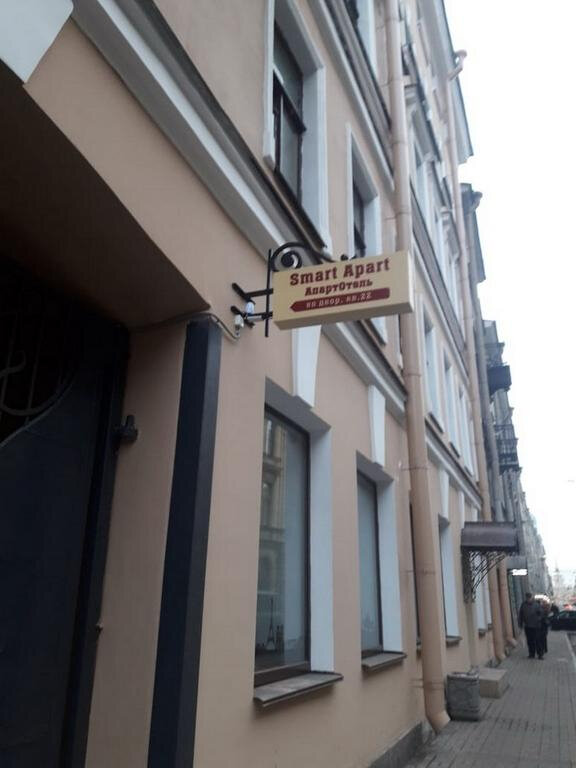 Smart Apart
АпартОтель
во двор, кв.22